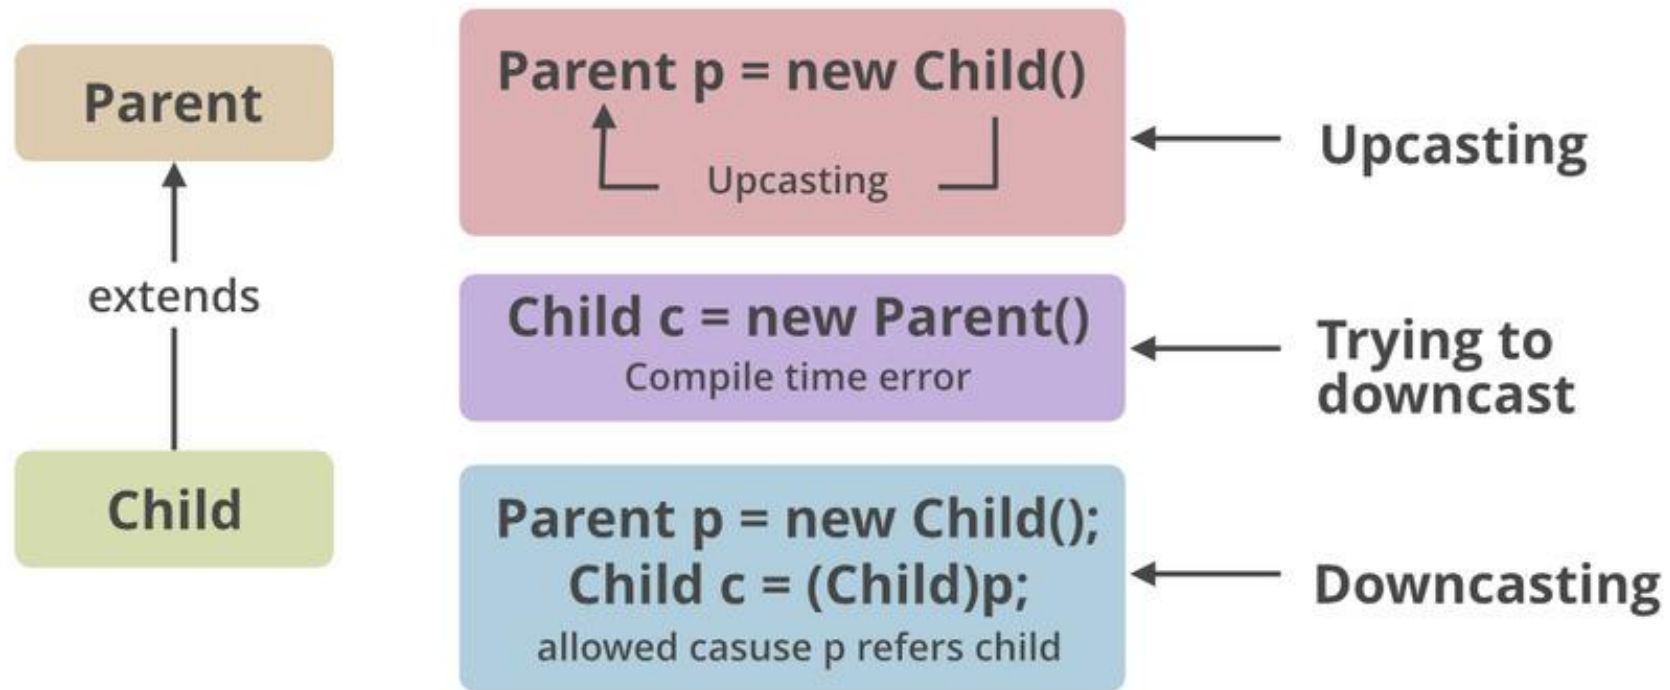 Parent
extends
Child
Parent p = new Child()
Upcasting
Upcasting
Child c = new Parent()
Compile time error
Trying to
downcast
Parent p = new Child();
Child c = (Child)p;
allowed casuse p refers child
Downcasting